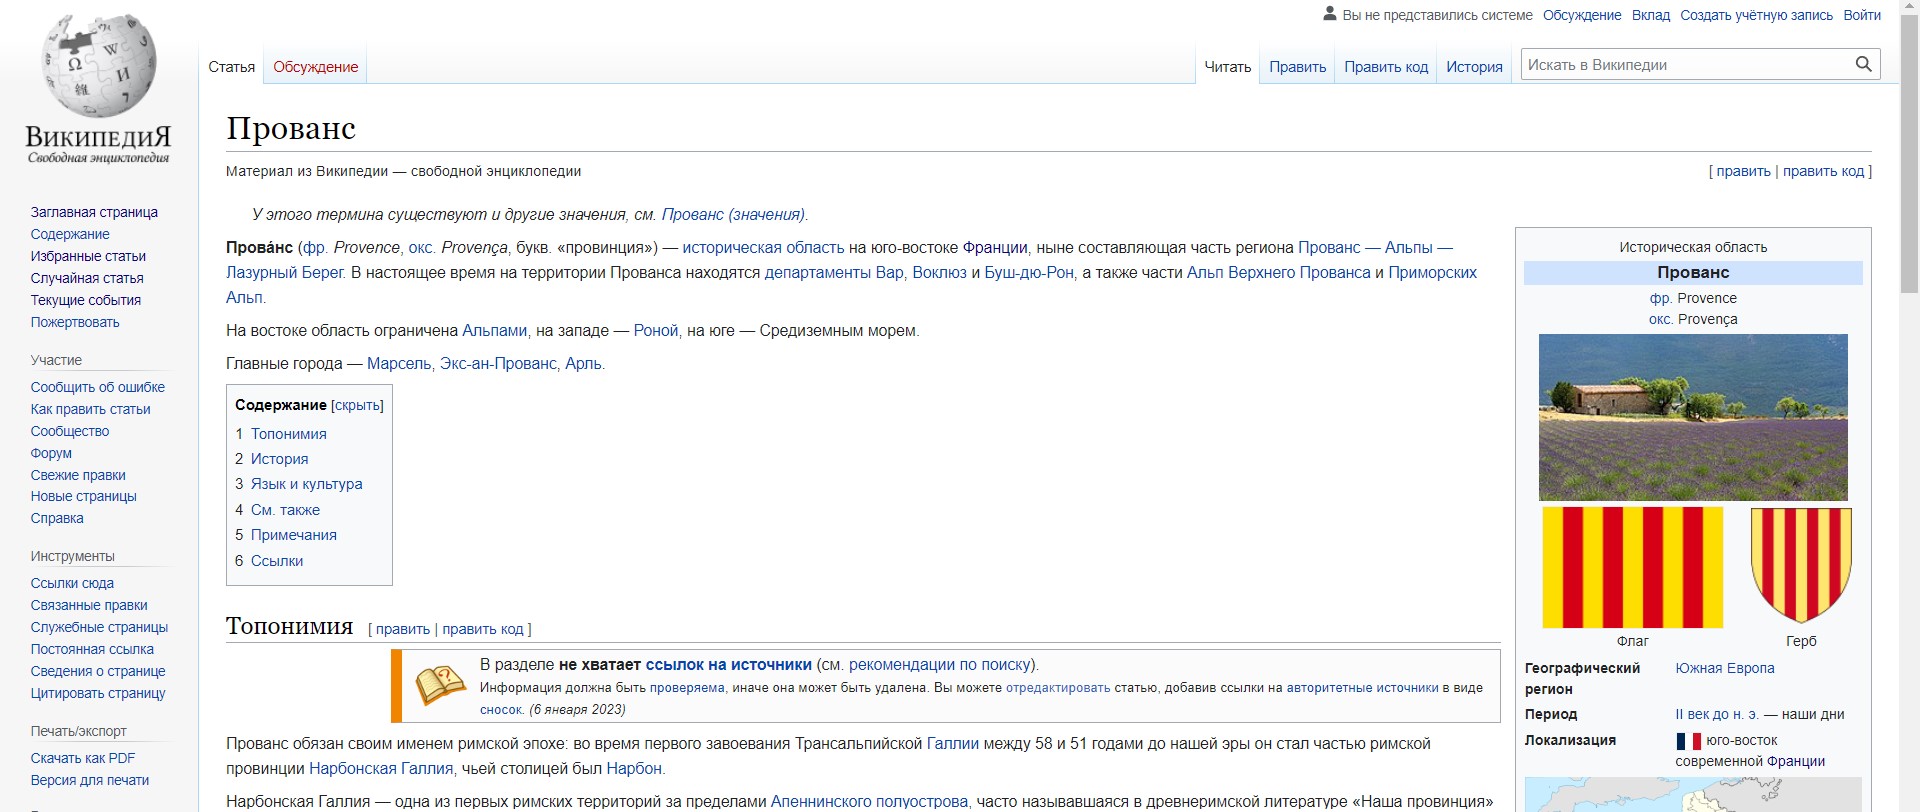 Вы не представились системе Обсуждение Вклад Создать учётную запись Войти
Статья Обсуждение Читать Править Править код История Искать в Википедии
ВИКИПЕДИЯ
Свободная энциклопедия
Заглавная страница
Содержание
Избранные статьи
Случайная статья
Текущие события
Пожертвовать
Участие
Сообщить об ошибке
Как править статьи
Сообщество
Форум
Свежие правки
Новые страницы
Справка
Инструменты
Ссылки сюда
Связанные правки
Служебные страницы
Постоянная ссылка
Сведения о странице
Цитировать страницу
Печать/экспорт
Скачать как PDF
Версия для печати
Прованс
Материал из Википедии — свободной энциклопедии
[ править | править код ]
У этого термина существуют и другие значения, см. Прованс (значения).
Прова́нс (фр. Provence, окс. Provença, букв. «провинция») — историческая область на юго-востоке Франции, ныне составляющая часть региона Прованс — Альпы —
Лазурный Берег. В настоящее время на территории Прованса находятся департаменты Вар, Воклюз и Буш-дю-Рон, а также части Альп Верхнего Прованса и Приморских
Альп.
На востоке область ограничена Альпами, на западе — Роной, на юге — Средиземным морем.
Главные города — Марсель, Экс-ан-Прованс, Арль.
Содержание [скрыть]
1 Топонимия
2 История
3 Язык и культура
4 См. также
5 Примечания
6 Ссылки
Топонимия [ править | править код ]
В разделе не хватает ссылок на источники (см. рекомендации по поиску).
Информация должна быть проверяема, иначе она может быть удалена. Вы можете отредактировать статью, добавив ссылки на авторитетные источники в виде
сносок. (6 января 2023)
Прованс обязан своим именем римской эпохе: во время первого завоевания Трансальпийской Галлии между 58 и 51 годами до нашей эры он стал частью римской
провинции Нарбонская Галлия, чьей столицей был Нарбон.
Нарбонская Галлия — одна из первых римских территорий за пределами Апеннинского полуострова, часто называвшаяся в древнеримской литературе «Наша провинция»
Историческая область
Прованс
фр. Provence
окс. Provença
Флаг Герб
Географический Южная Европа
регион
Период II век до н. э. — наши дни
Локализация юго-восток
современной Франции